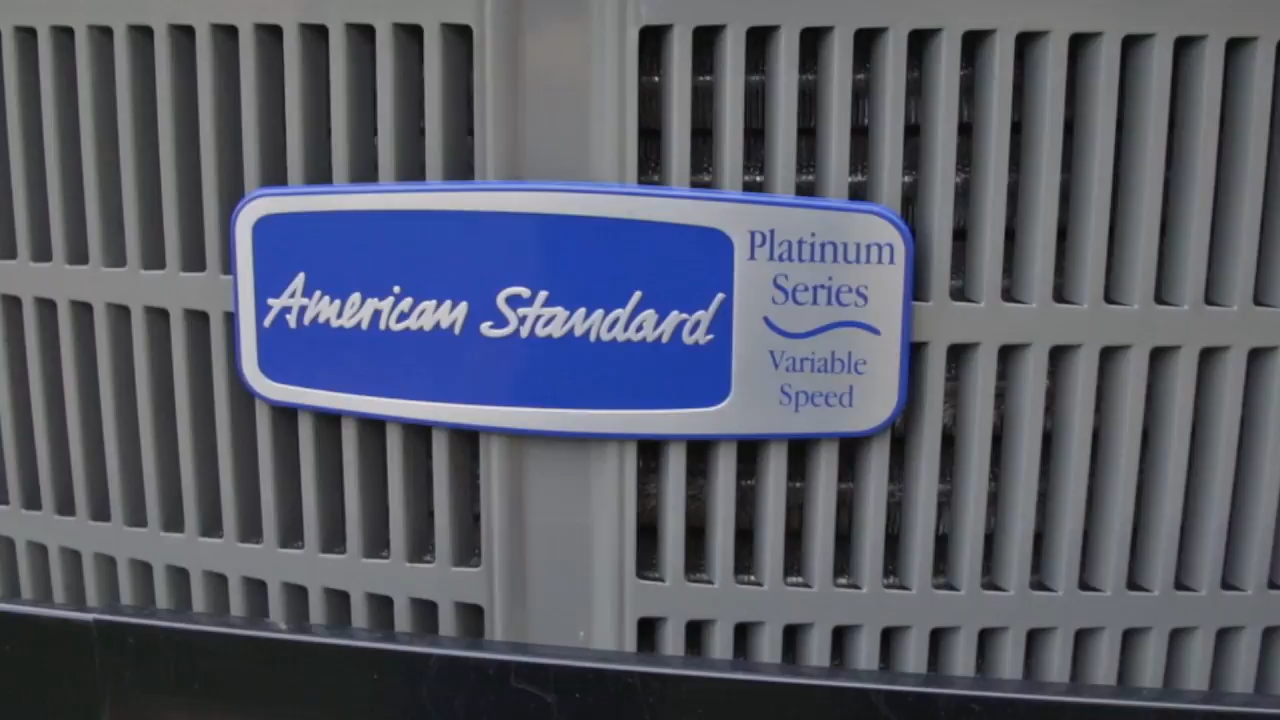 American Standard
Platinum
Series
Variable
Speed